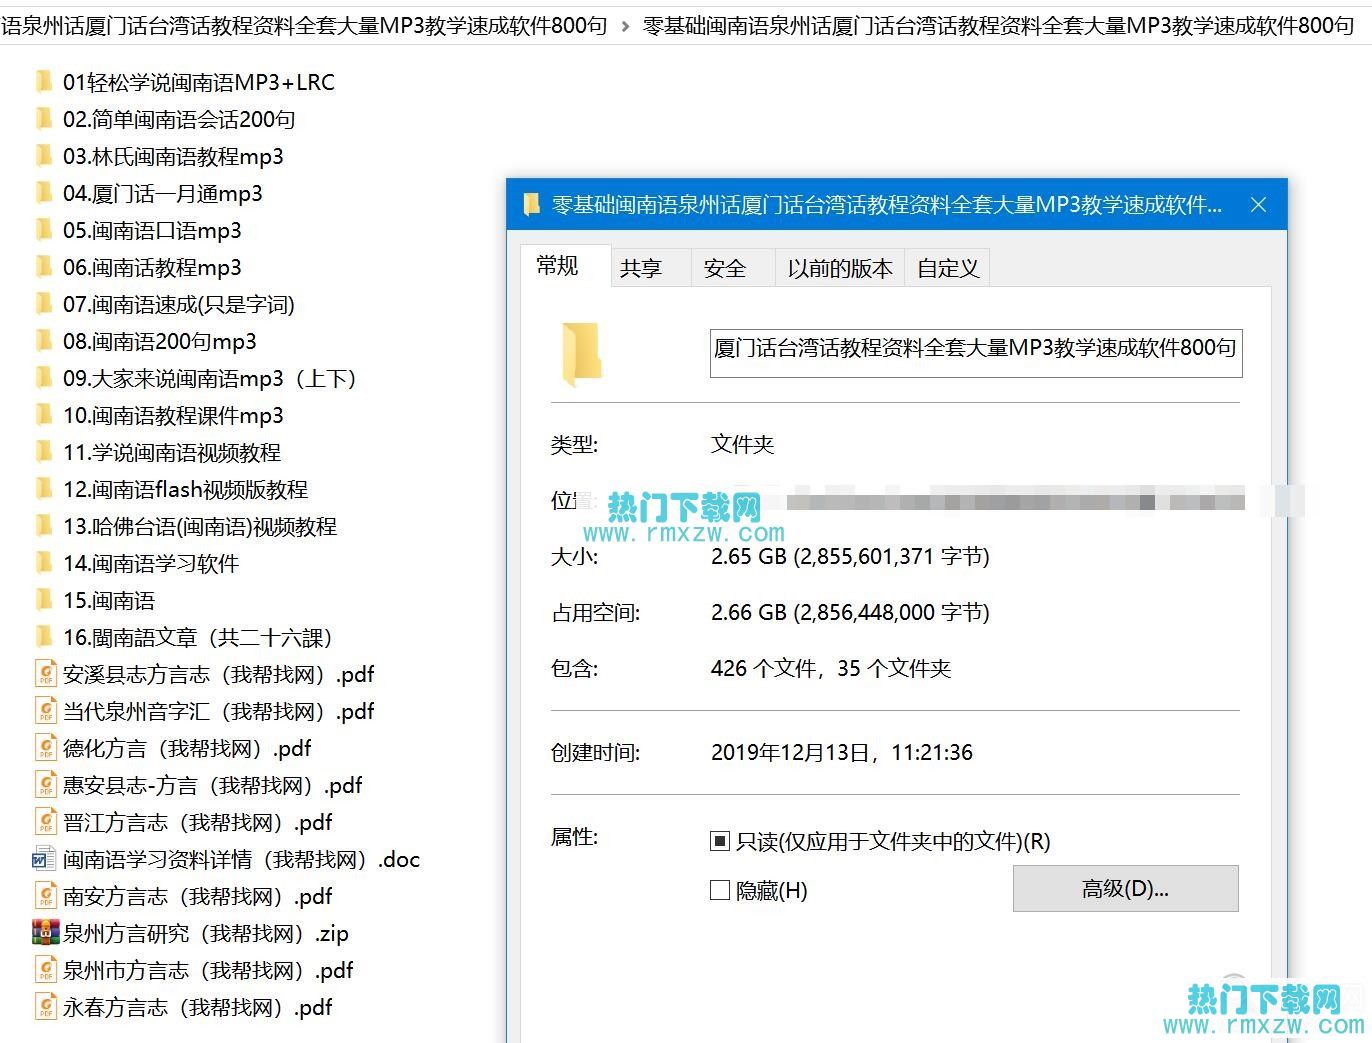 语泉州话厦门话台湾话教程资料全套大量MP3教学速成软件800句 › 零基础闽南语泉州话厦门话台湾话教程资料全套大量MP3教学速成软件800句
01轻松学说闽南语MP3+LRC
02.简单闽南语会话200句
03.林氏闽南语教程mp3
04.厦门话一月通mp3
05.闽南语口语mp3
06.闽南话教程mp3
07.闽南语速成(只是字词)
08.闽南语200句mp3
09.大家来说闽南语mp3（上下）
10.闽南语教程课件mp3
11.学说闽南语视频教程
12.闽南语flash视频版教程
13.哈佛台语(闽南语)视频教程
14.闽南语学习软件
15.闽南语
16.閩南語文章（共二十六課）
安溪县志方言志（我帮找网）.pdf
当代泉州音字汇（我帮找网）.pdf
德化方言（我帮找网）.pdf
惠安县志-方言（我帮找网）.pdf
晋江方言志（我帮找网）.pdf
闽南语学习资料详情（我帮找网）.doc
南安方言志（我帮找网）.pdf
泉州方言研究（我帮找网）.zip
泉州市方言志（我帮找网）.pdf
永春方言志（我帮找网）.pdf
零基础闽南语泉州话厦门话台湾话教程资料全套大量MP3教学速成软件...
常规 共享 安全 以前的版本 自定义
厦门话台湾话教程资料全套大量MP3教学速成软件800句
类型: 文件夹
位置:
热门下载网
www.rmxzw.com
大小: 2.65 GB (2,855,601,371 字节)
占用空间: 2.66 GB (2,856,448,000 字节)
包含: 426 个文件，35 个文件夹
创建时间: 2019年12月13日，11:21:36
属性: 只读(仅应用于文件夹中的文件)(R)
隐藏(H) 高级(D)...
热门下载网
www.rmxzw.com